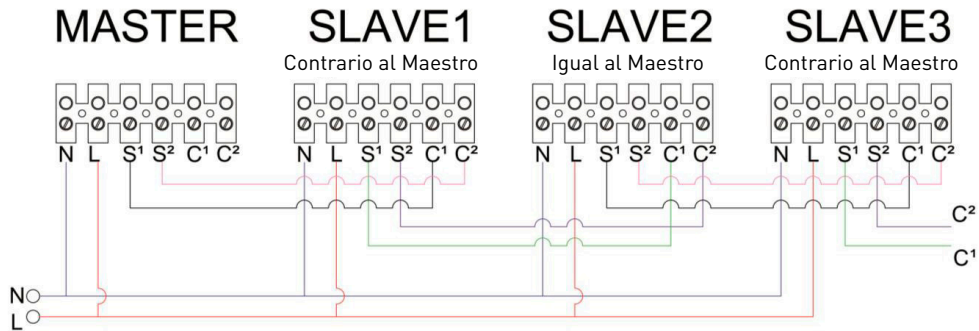 MASTER SLAVE1 SLAVE2 SLAVE3
Contrario al Maestro Igual al Maestro Contrario al Maestro
N L S¹ S² C¹ C² N L S¹ S² C¹ C² N L S¹ S² C¹ C² N L S¹ S² C¹ C²
C²
C¹
N
L